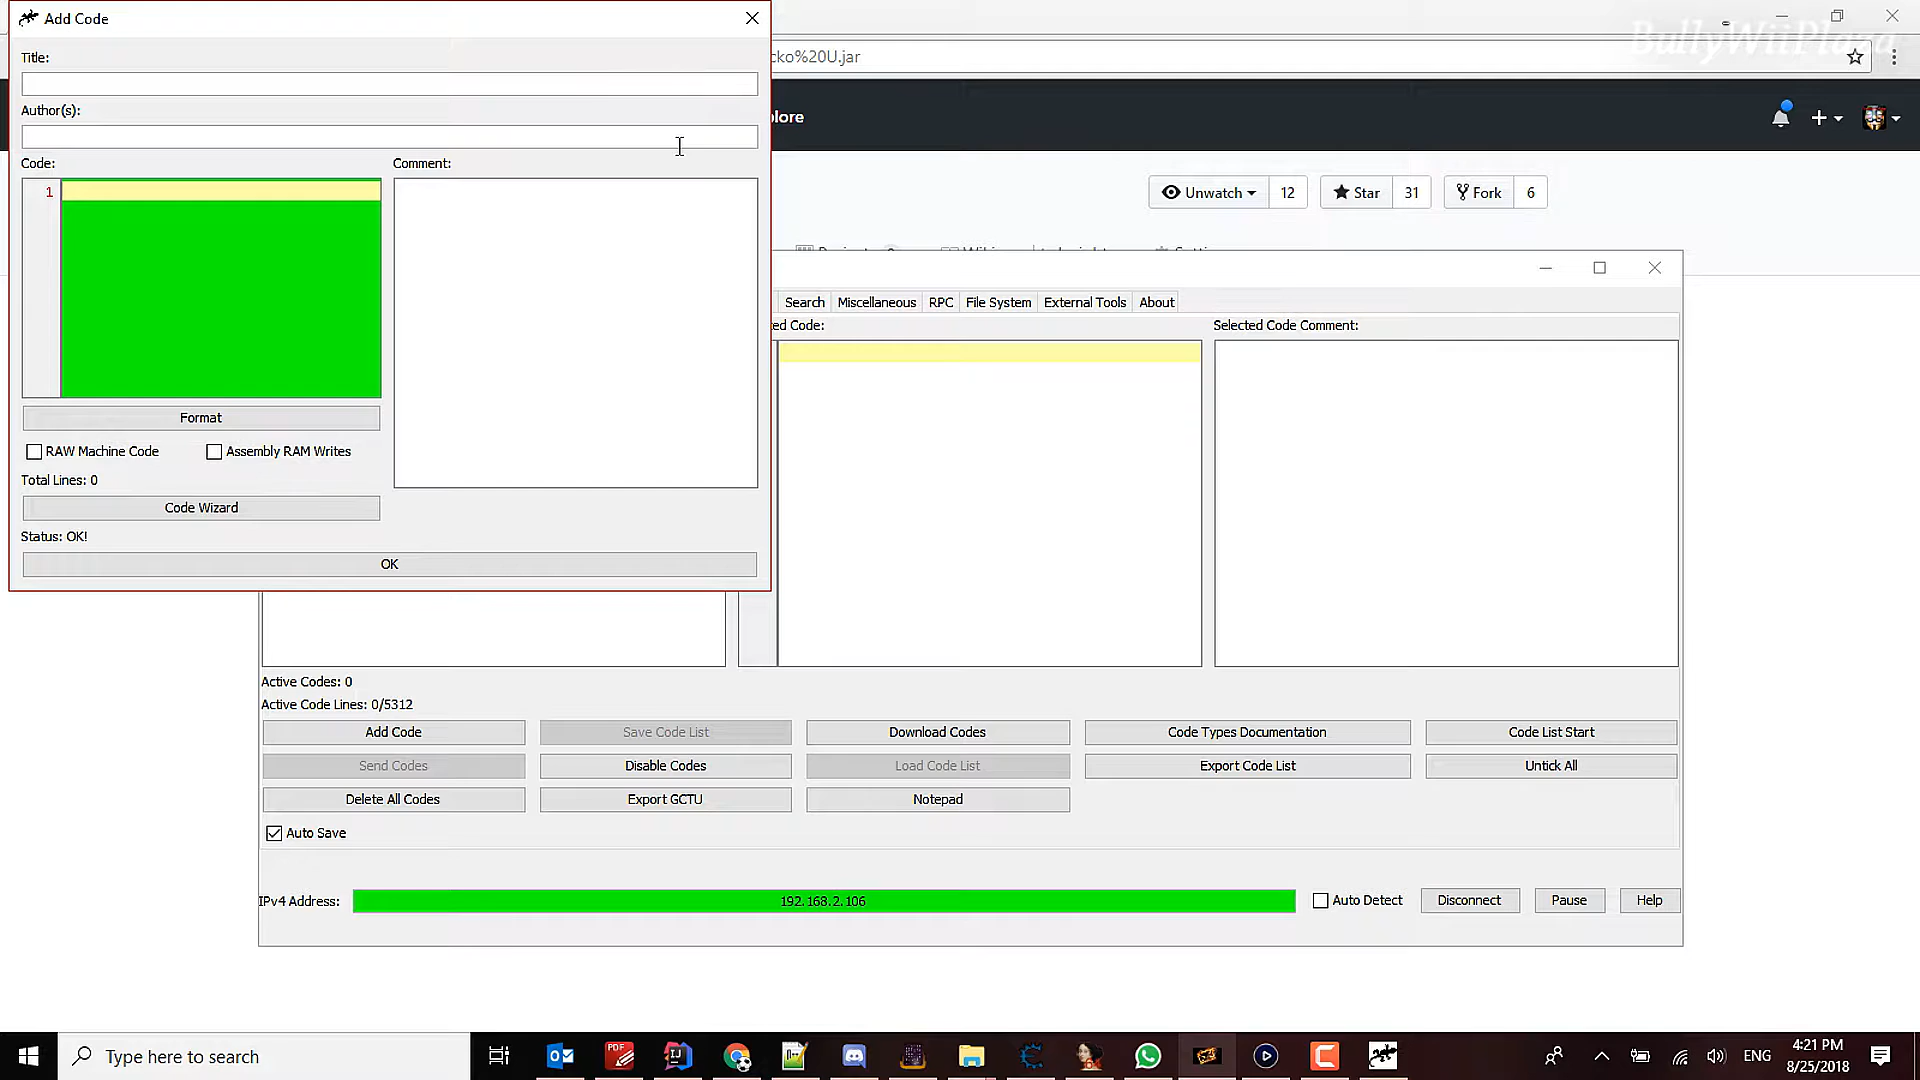 Add Code
BullyWiiPlaza
Title:
cko%20U.jar
Author(s):
plore
Code:
Comment:
1
Unwatch 12 Star 31 Fork 6
Search Miscellaneous RPC File System External Tools About
ed Code:
Selected Code Comment:
Format
RAW Machine Code Assembly RAM Writes
Total Lines: 0
Code Wizard
Status: OK!
OK
Active Codes: 0
Active Code Lines: 0/5312
Add Code Save Code List Download Codes Code Types Documentation Code List Start
Send Codes Disable Codes Load Code List Export Code List Untick All
Delete All Codes Export GCTU Notepad
Auto Save
IPv4 Address: 192.168.2.106 Auto Detect Disconnect Pause Help
Type here to search
PDF
IJ
ENG
4:21 PM
8/25/2018